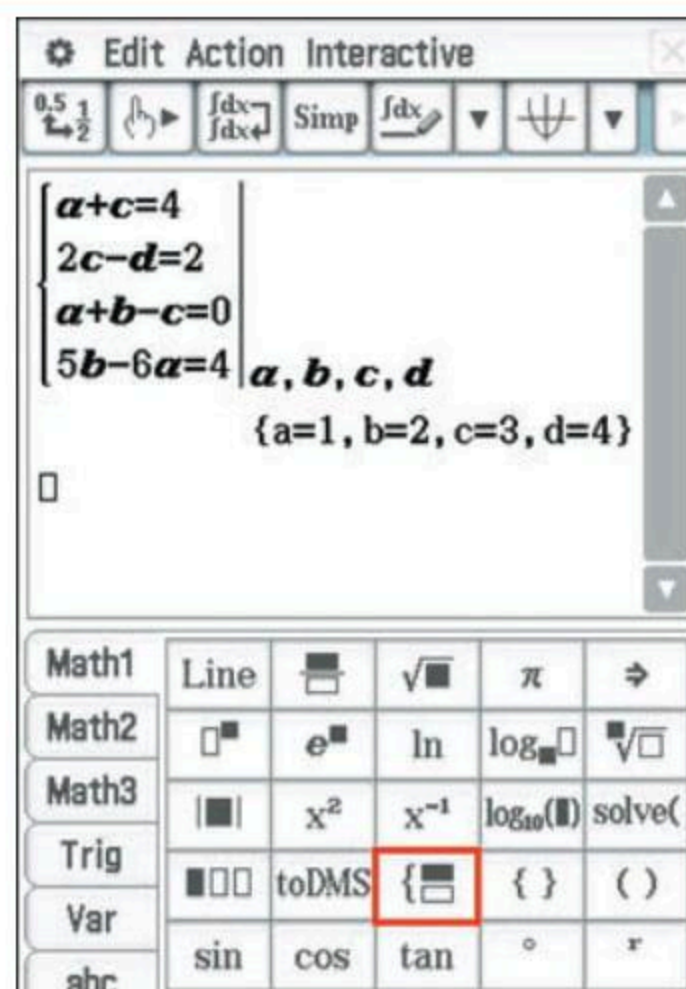 Edit Action Interactive
0.5 1/2 ∫dx ∫dx Simp ∫dx
a+c=4
2c-d=2
a+b-c=0
5b-6a=4 a, b, c, d
{a=1, b=2, c=3, d=4}
Math1 Line √ π ⇒
Math2 e ln log √
Math3 | | x² x⁻¹ log₁₀( ) solve(
Trig toDMS { { } ( )
Var sin cos tan ° r
abc